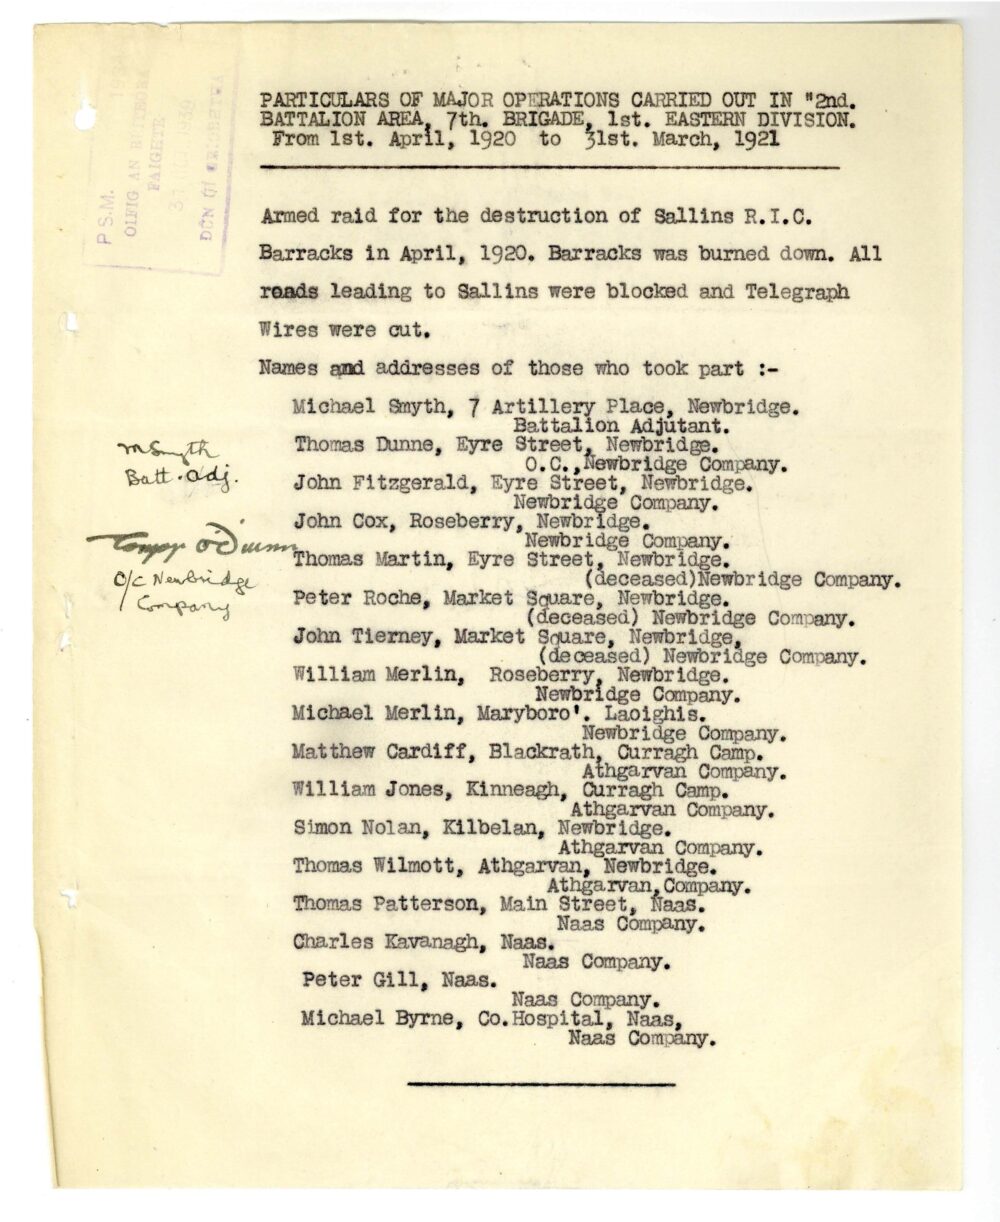 PARTICULARS OF MAJOR OPERATIONS CARRIED OUT IN "2nd.
BATTALION AREA, 7th. BRIGADE, 1st. EASTERN DIVISION.
From 1st. April, 1920 to 31st. March, 1921
P.S.M.
OIFIG AN
PAIGHTE
Armed raid for the destruction of Sallins R.I.C.
Barracks in April, 1920. Barracks was burned down. All
roads leading to Sallins were blocked and Telegraph
Wires were cut.
Names and addresses of those who took part :-
Michael Smyth, 7 Artillery Place, Newbridge.
Battalion Adjutant.
Thomas Dunne, Eyre Street, Newbridge.
O.C., Newbridge Company.
John Fitzgerald, Eyre Street, Newbridge.
Newbridge Company.
John Cox, Roseberry, Newbridge.
Newbridge Company.
Thomas Martin, Eyre Street, Newbridge.
(deceased)Newbridge Company.
Peter Roche, Market Square, Newbridge.
(deceased) Newbridge Company.
John Tierney, Market Square, Newbridge,
(deceased) Newbridge Company.
William Merlin, Roseberry, Newbridge.
Newbridge Company.
Michael Merlin, Maryboro'. Laoighis.
Newbridge Company.
Matthew Cardiff, Blackrath, Curragh Camp.
Athgarvan Company.
William Jones, Kinneagh, Curragh Camp.
Athgarvan Company.
Simon Nolan, Kilbelan, Newbridge.
Athgarvan Company.
Thomas Wilmott, Athgarvan, Newbridge.
Athgarvan,Company.
Thomas Patterson, Main Street, Naas.
Naas Company.
Charles Kavanagh, Naas.
Naas Company.
Peter Gill, Naas.
Naas Company.
Michael Byrne, Co.Hospital, Naas,
Naas Company.
M Smyth
Batt. Adj.
O'Duinn
O/C Newbridge
Company